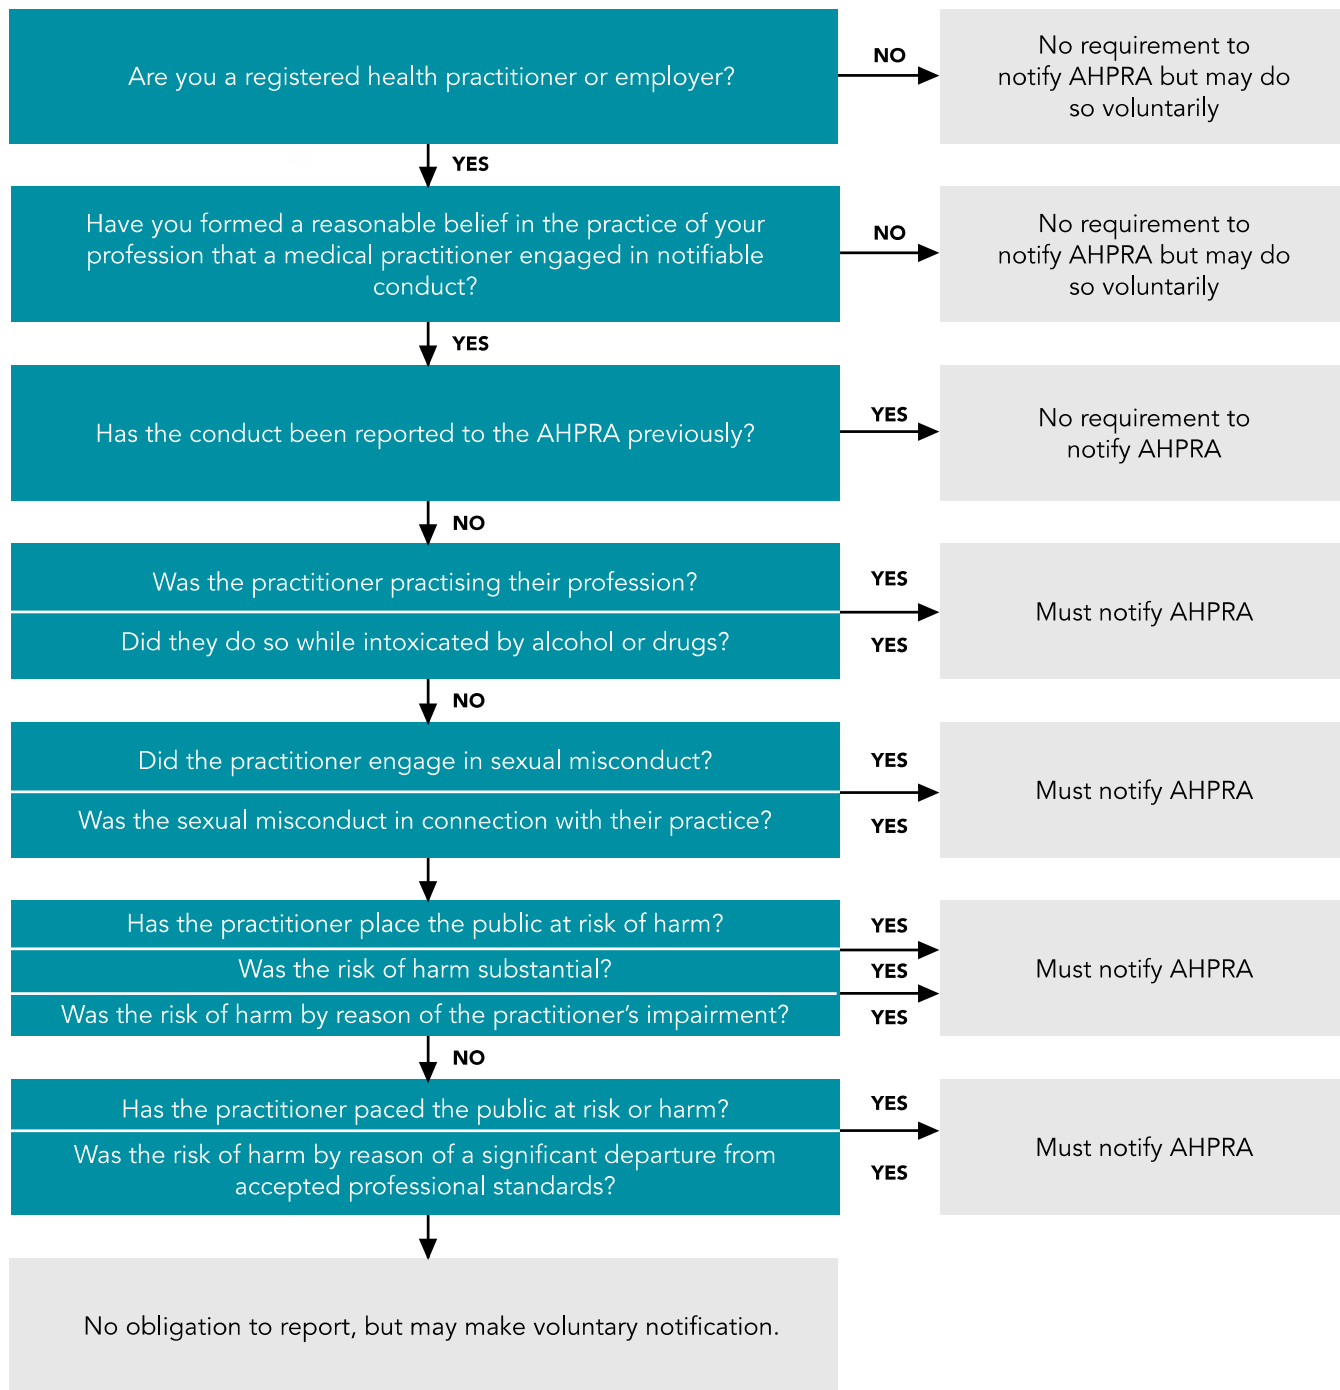 Are you a registered health practitioner or employer?
NO
No requirement to
notify AHPRA but may do
so voluntarily
YES
Have you formed a reasonable belief in the practice of your
profession that a medical practitioner engaged in notifiable
conduct?
NO
No requirement to
notify AHPRA but may do
so voluntarily
YES
Has the conduct been reported to the AHPRA previously?
YES
No requirement to
notify AHPRA
NO
Was the practitioner practising their profession?
YES
Did they do so while intoxicated by alcohol or drugs?
YES
Must notify AHPRA
NO
Did the practitioner engage in sexual misconduct?
YES
Was the sexual misconduct in connection with their practice?
YES
Must notify AHPRA
Has the practitioner place the public at risk of harm?
YES
Was the risk of harm substantial?
YES
Was the risk of harm by reason of the practitioner's impairment?
YES
Must notify AHPRA
NO
Has the practitioner paced the public at risk or harm?
YES
Was the risk of harm by reason of a significant departure from
accepted professional standards?
YES
Must notify AHPRA
No obligation to report, but may make voluntary notification.